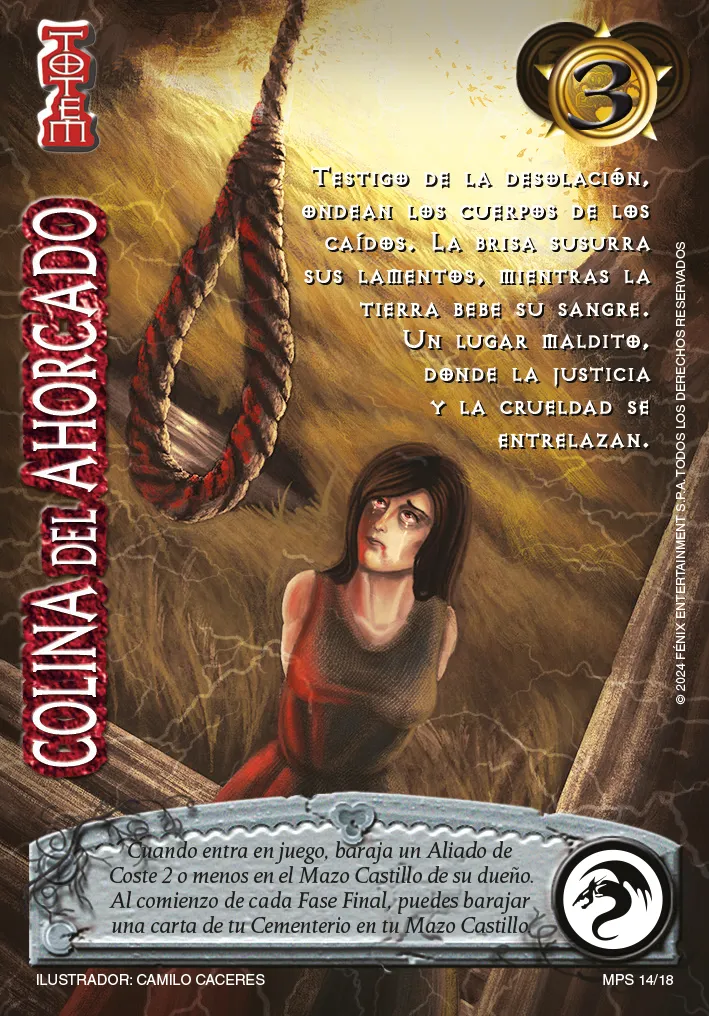 TOTEM
3
COLINA DEL AHORCADO
TESTIGO DE LA DESOLACIÓN,
ONDEAN LOS CUERPOS DE LOS
CAÍDOS. LA BRISA SUSURRA
SUS LAMENTOS, MIENTRAS LA
TIERRA BEBE SU SANGRE.
UN LUGAR MALDITO,
DONDE LA JUSTICIA
Y LA CRUELDAD SE
ENTRELAZAN.
© 2024 FÉNIX ENTERTAINMENT S.P.A. TODOS LOS DERECHOS RESERVADOS
Cuando entra en juego, baraja un Aliado de
Coste 2 o menos en el Mazo Castillo de su dueño.
Al comienzo de cada Fase Final, puedes barajar
una carta de tu Cementerio en tu Mazo Castillo
ILUSTRADOR: CAMILO CACERES
MPS 14/18